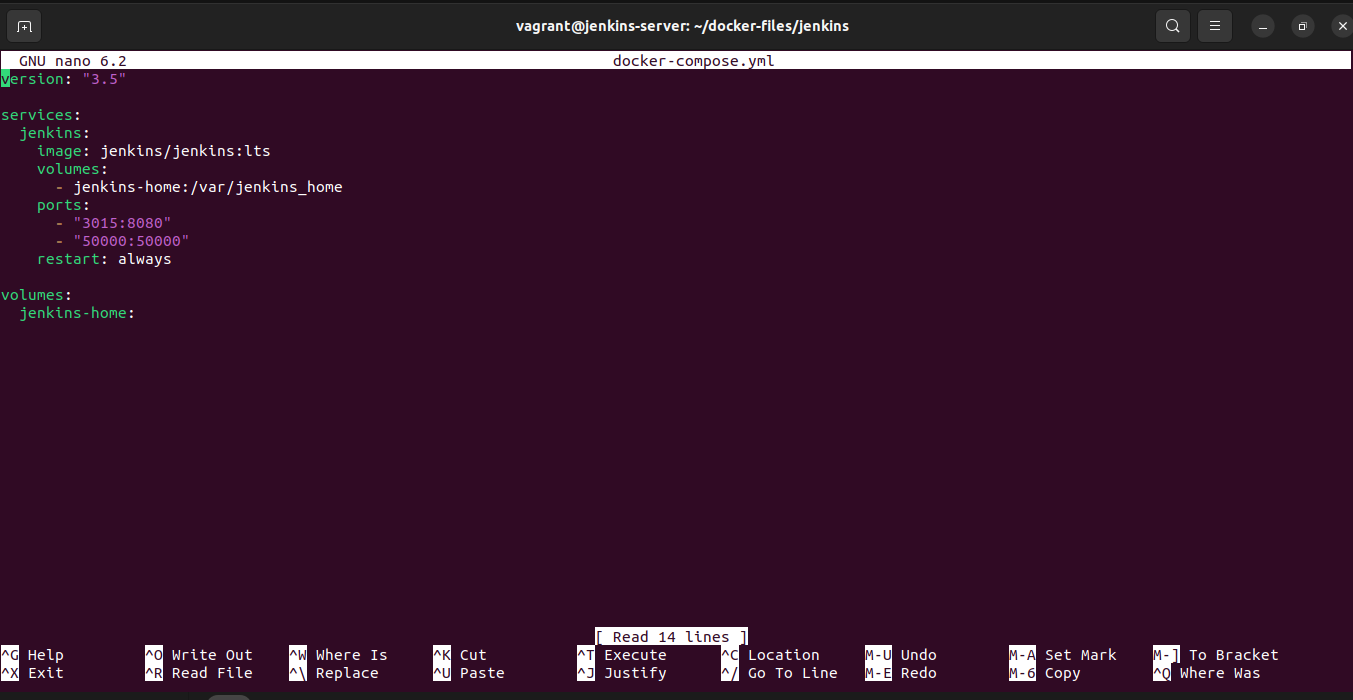 vagrant@jenkins-server: ~/docker-files/jenkins
GNU nano 6.2 docker-compose.yml
version: "3.5"
services:
  jenkins:
    image: jenkins/jenkins:lts
    volumes:
      - jenkins-home:/var/jenkins_home
    ports:
      - "3015:8080"
      - "50000:50000"
    restart: always
volumes:
  jenkins-home:
[ Read 14 lines ]
^G Help ^O Write Out ^W Where Is ^K Cut ^T Execute ^C Location M-U Undo M-A Set Mark M-] To Bracket
^X Exit ^R Read File ^\ Replace ^U Paste ^J Justify ^/ Go To Line M-E Redo M-6 Copy ^Q Where Was